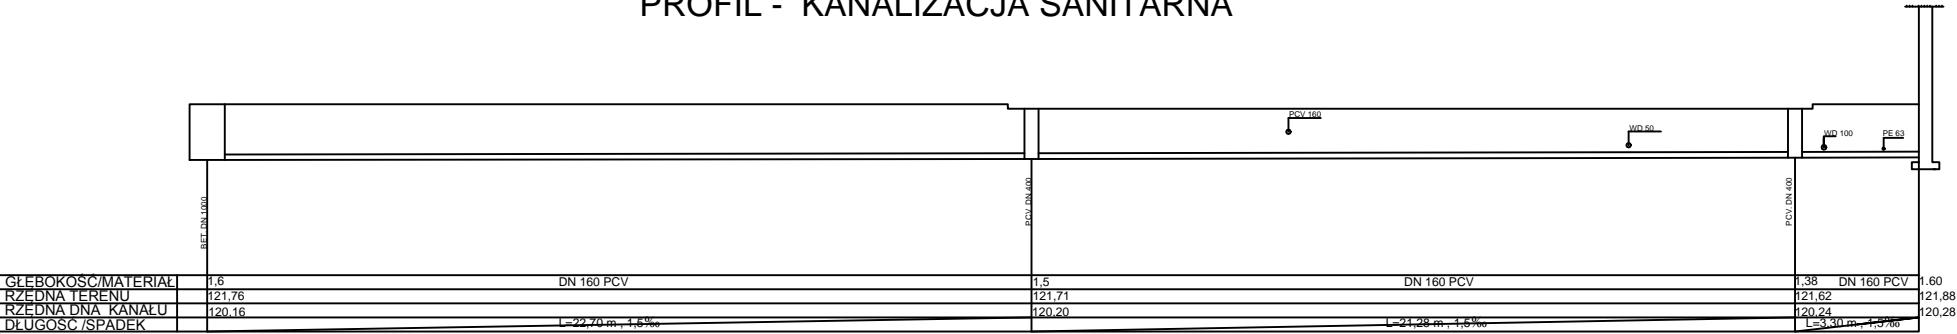 PROFIL - KANALIZACJA SANITARNA
PCV 160
WD 50
WD 100
PE 63
BET. DN 1000
PCV. DN 400
PCV. DN 400
GŁĘBOKOŚĆ/MATERIAŁ 1,6 DN 160 PCV 1,5 DN 160 PCV 1,38 DN 160 PCV 1.60
RZĘDNA TERENU 121,76 121,71 121,62 121,88
RZĘDNA DNA KANAŁU 120.16 120,20 120,24 120,28
DŁUGOŚĆ /SPADEK L=22,70 m , 1,5‰ L=21,28 m , 1,5‰ L=3,30 m , 1,5‰